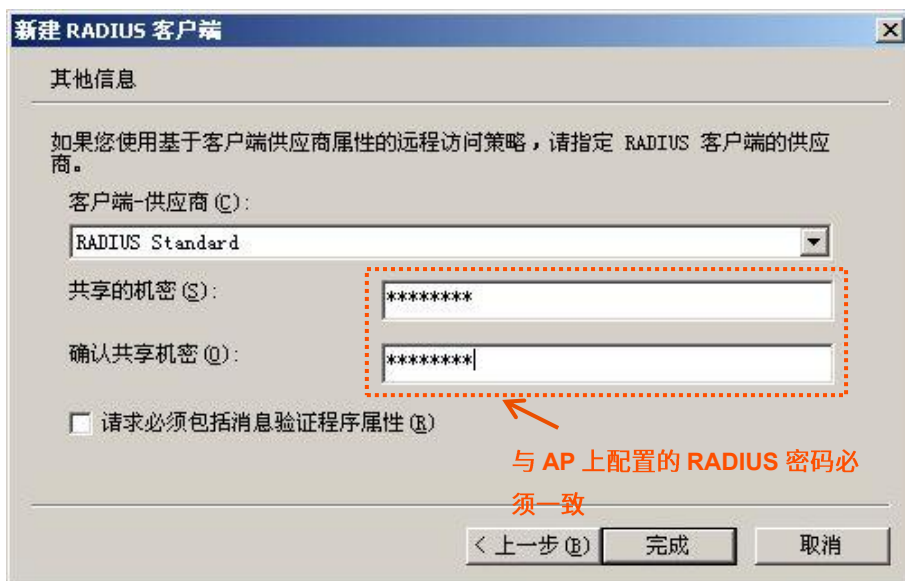 新建 RADIUS 客户端
其他信息
如果您使用基于客户端供应商属性的远程访问策略，请指定 RADIUS 客户端的供应
商。
客户端-供应商(C):
RADIUS Standard
共享的机密(S):
********
确认共享机密(O):
********
请求必须包括消息验证程序属性(R)
与 AP 上配置的 RADIUS 密码必
须一致
< 上一步(B)
完成
取消